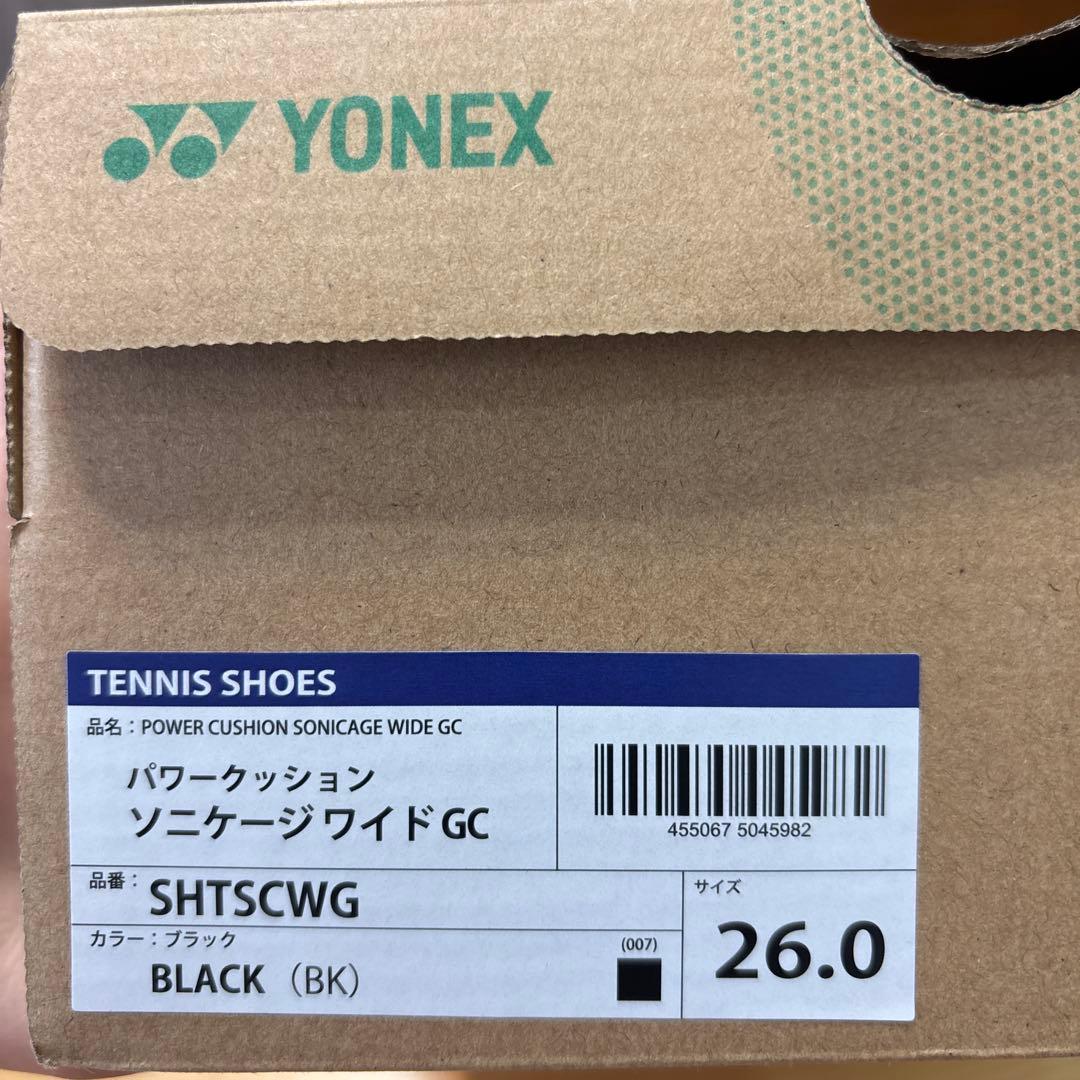 YONEX
TENNIS SHOES
品名：POWER CUSHION SONICAGE WIDE GC
パワークッション
ソニケージ ワイド GC
455067 5045982
品番：
SHTSCWG
カラー：ブラック
BLACK（BK）
(007)
サイズ
26.0